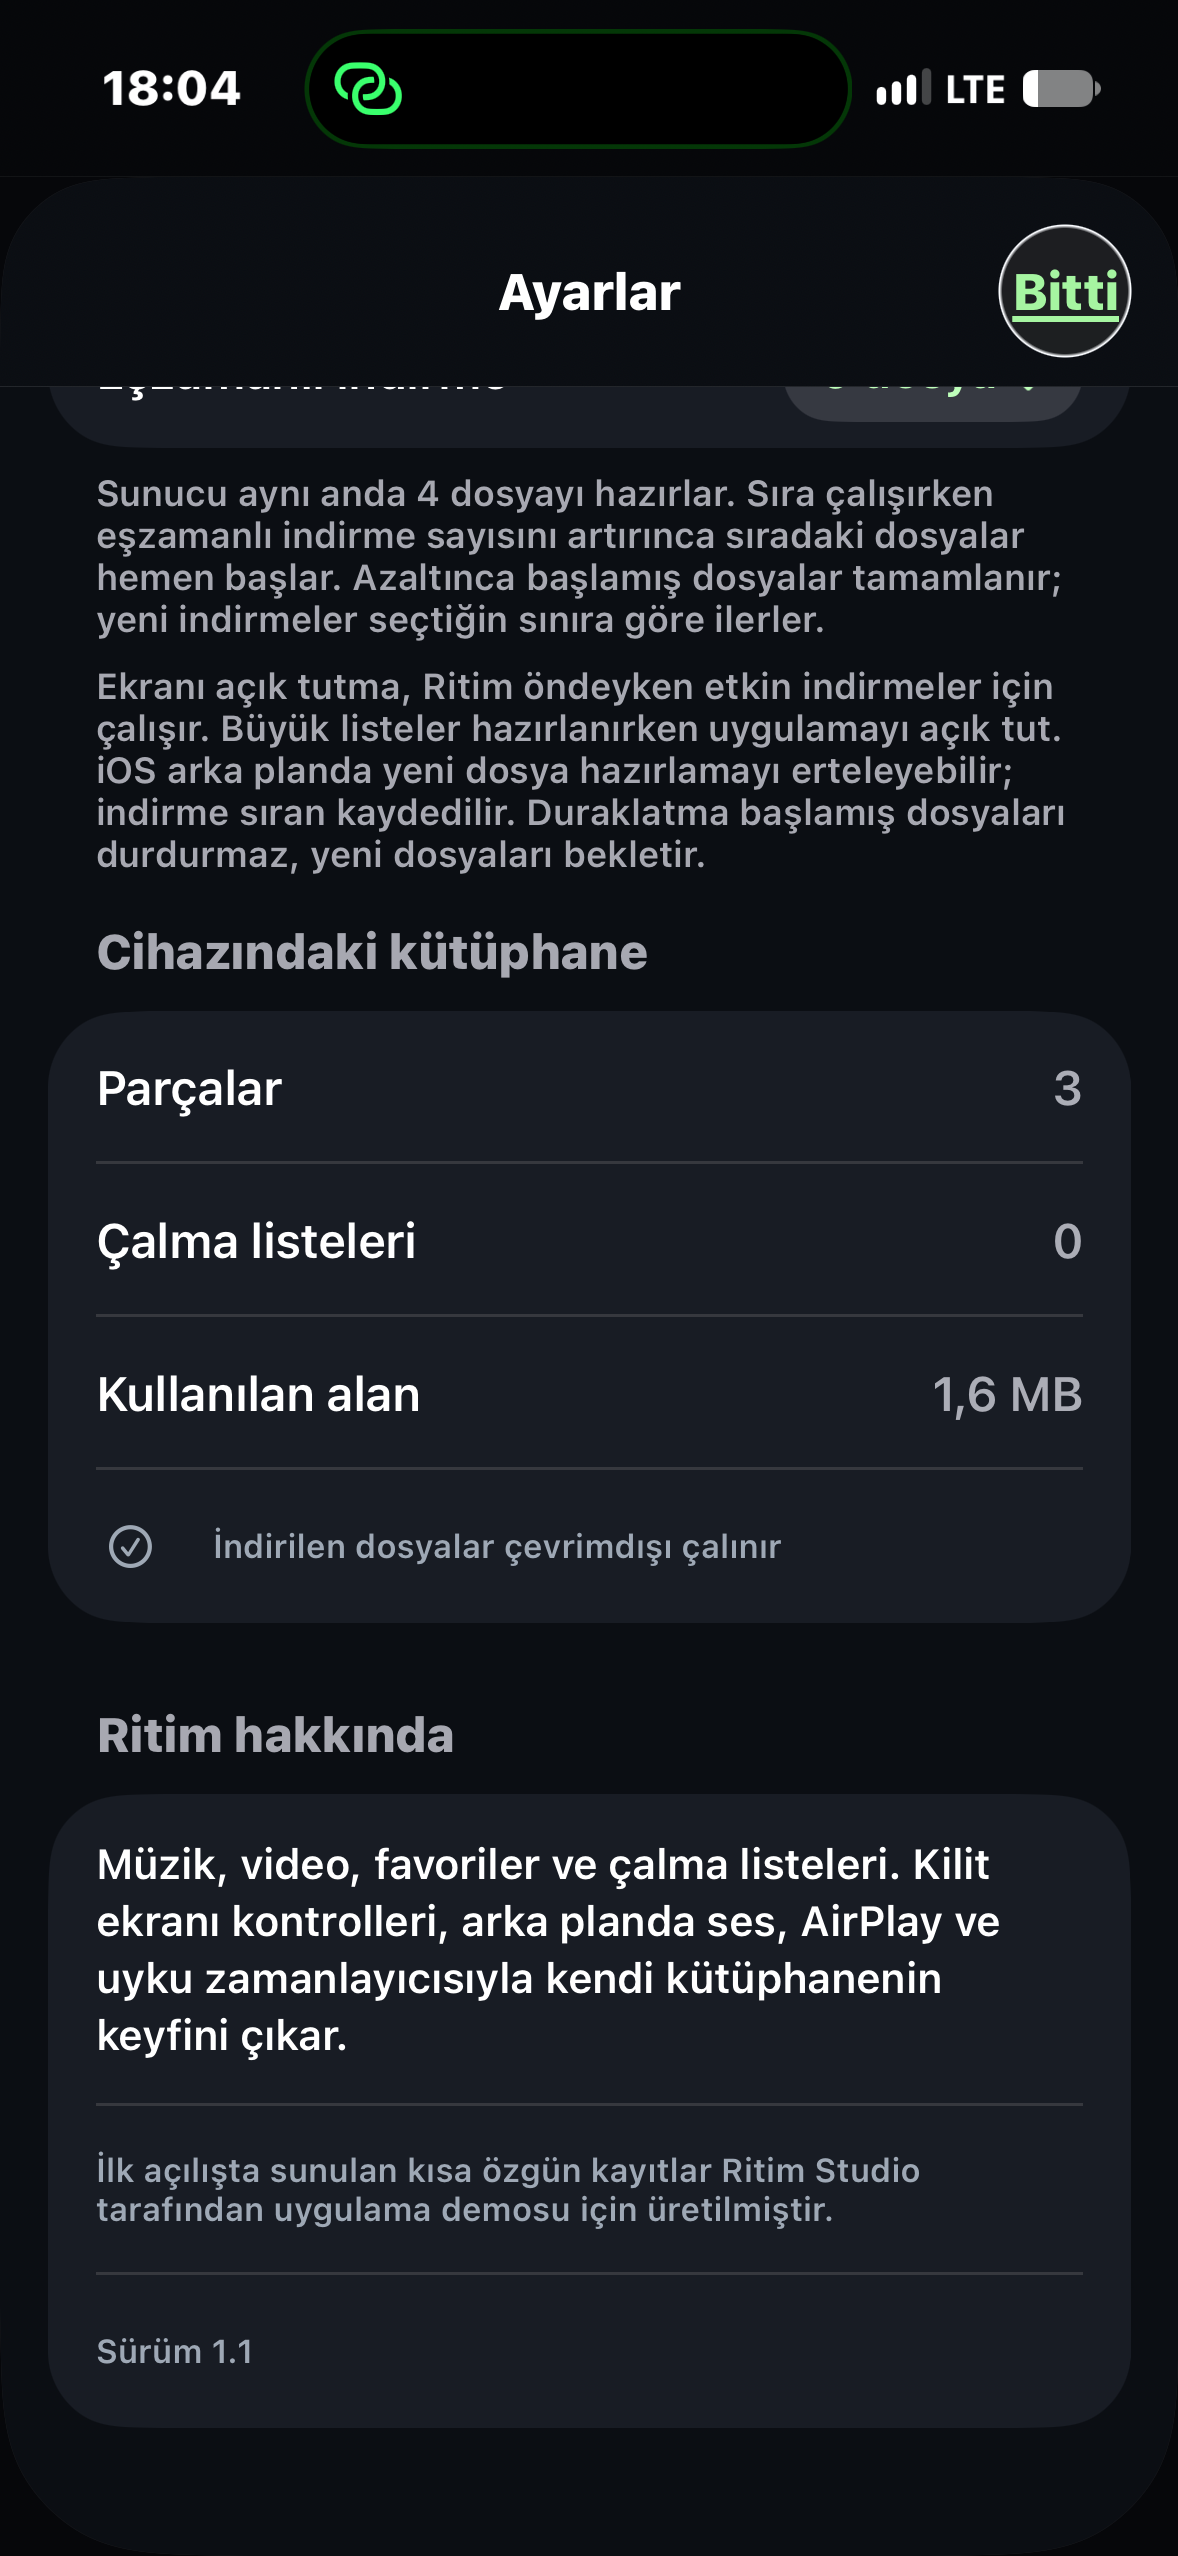 18:04
LTE
Ayarlar
Bitti
Sunucu aynı anda 4 dosyayı hazırlar. Sıra çalışırken
eşzamanlı indirme sayısını artırınca sıradaki dosyalar
hemen başlar. Azaltınca başlamış dosyalar tamamlanır;
yeni indirmeler seçtiğin sınıra göre ilerler.
Ekranı açık tutma, Ritim öndeyken etkin indirmeler için
çalışır. Büyük listeler hazırlanırken uygulamayı açık tut.
iOS arka planda yeni dosya hazırlamayı erteleyebilir;
indirme sıran kaydedilir. Duraklatma başlamış dosyaları
durdurmaz, yeni dosyaları bekletir.
Cihazındaki kütüphane
Parçalar 3
Çalma listeleri 0
Kullanılan alan 1,6 MB
İndirilen dosyalar çevrimdışı çalınır
Ritim hakkında
Müzik, video, favoriler ve çalma listeleri. Kilit
ekranı kontrolleri, arka planda ses, AirPlay ve
uyku zamanlayıcısıyla kendi kütüphanenin
keyfini çıkar.
İlk açılışta sunulan kısa özgün kayıtlar Ritim Studio
tarafından uygulama demosu için üretilmiştir.
Sürüm 1.1